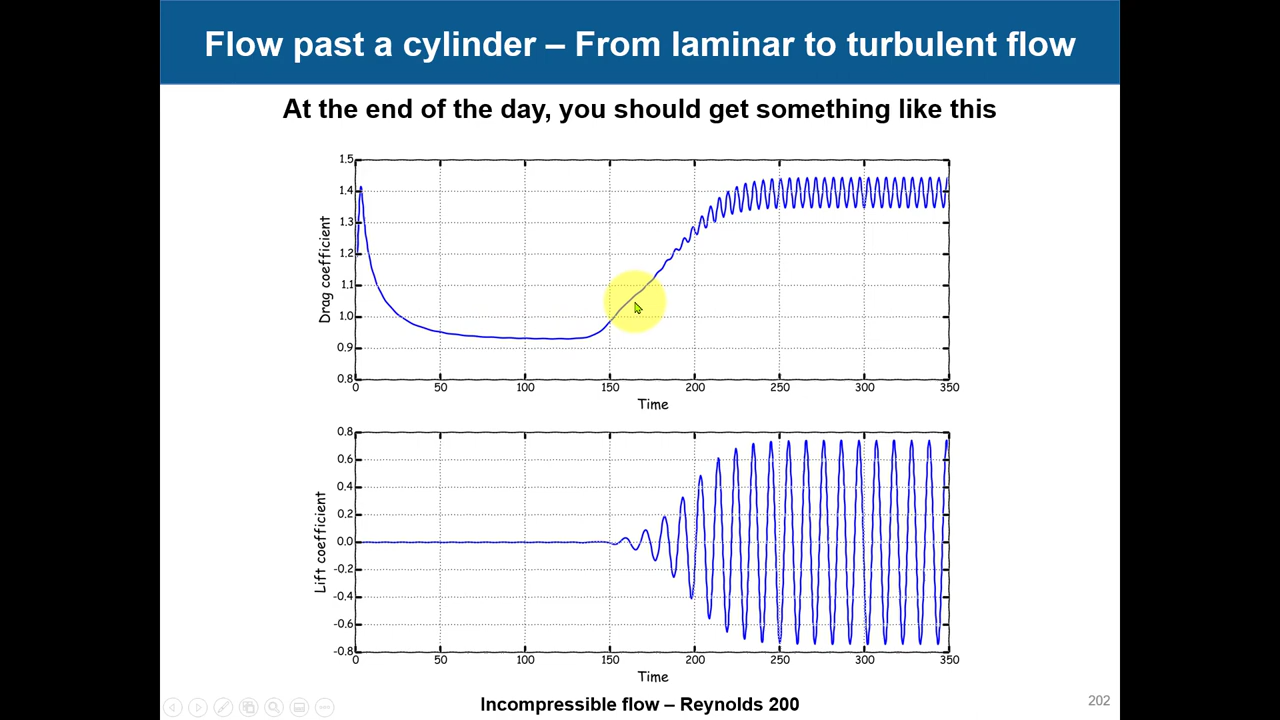 Flow past a cylinder – From laminar to turbulent flow
At the end of the day, you should get something like this
1.5
1.4
1.3
1.2
1.1
1.0
0.9
0.8
Drag coefficient
0 50 100 150 200 250 300 350
Time
0.8
0.6
0.4
0.2
0.0
-0.2
-0.4
-0.6
-0.8
Lift coefficient
0 50 100 150 200 250 300 350
Time
Incompressible flow – Reynolds 200
202